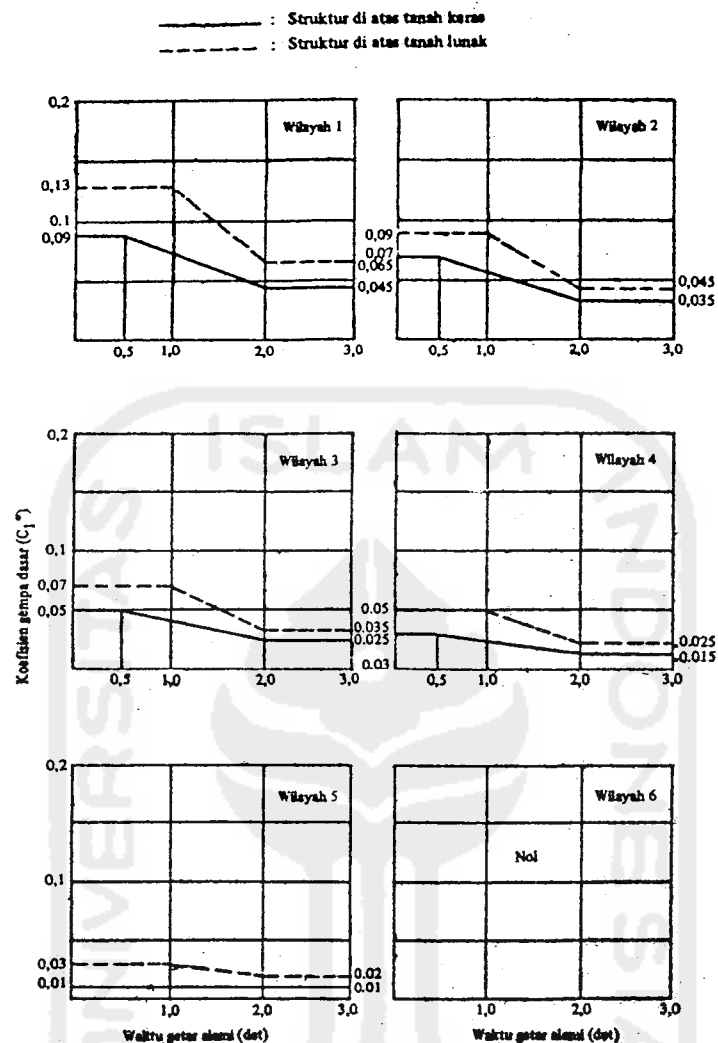 : Struktur di atas tanah keras
: Struktur di atas tanah lunak
Wilayah 1
0,2
0,13
0,1
0,09
0,065
0,045
0,5 1,0 2,0 3,0
Wilayah 2
0,09
0,07
0,045
0,035
0,5 1,0 2,0 3,0
Koefisien gempa dasar (C
Wilayah 3
0,2
0,1
0,07
0,05
0.035
0.025
0,5 1,0 2,0 3,0
Wilayah 4
0.05
0.03
0.025
0.015
0,5 1,0 2,0 3,0
Wilayah 5
0,2
0,1
0,03
0.01
0.02
0.01
1,0 2,0 3,0
Waktu getar alami (det)
Wilayah 6
Nol
1,0 2,0 3,0
Waktu getar alami (det)
UNIVERSITAS
ISLAM
INDONESIA